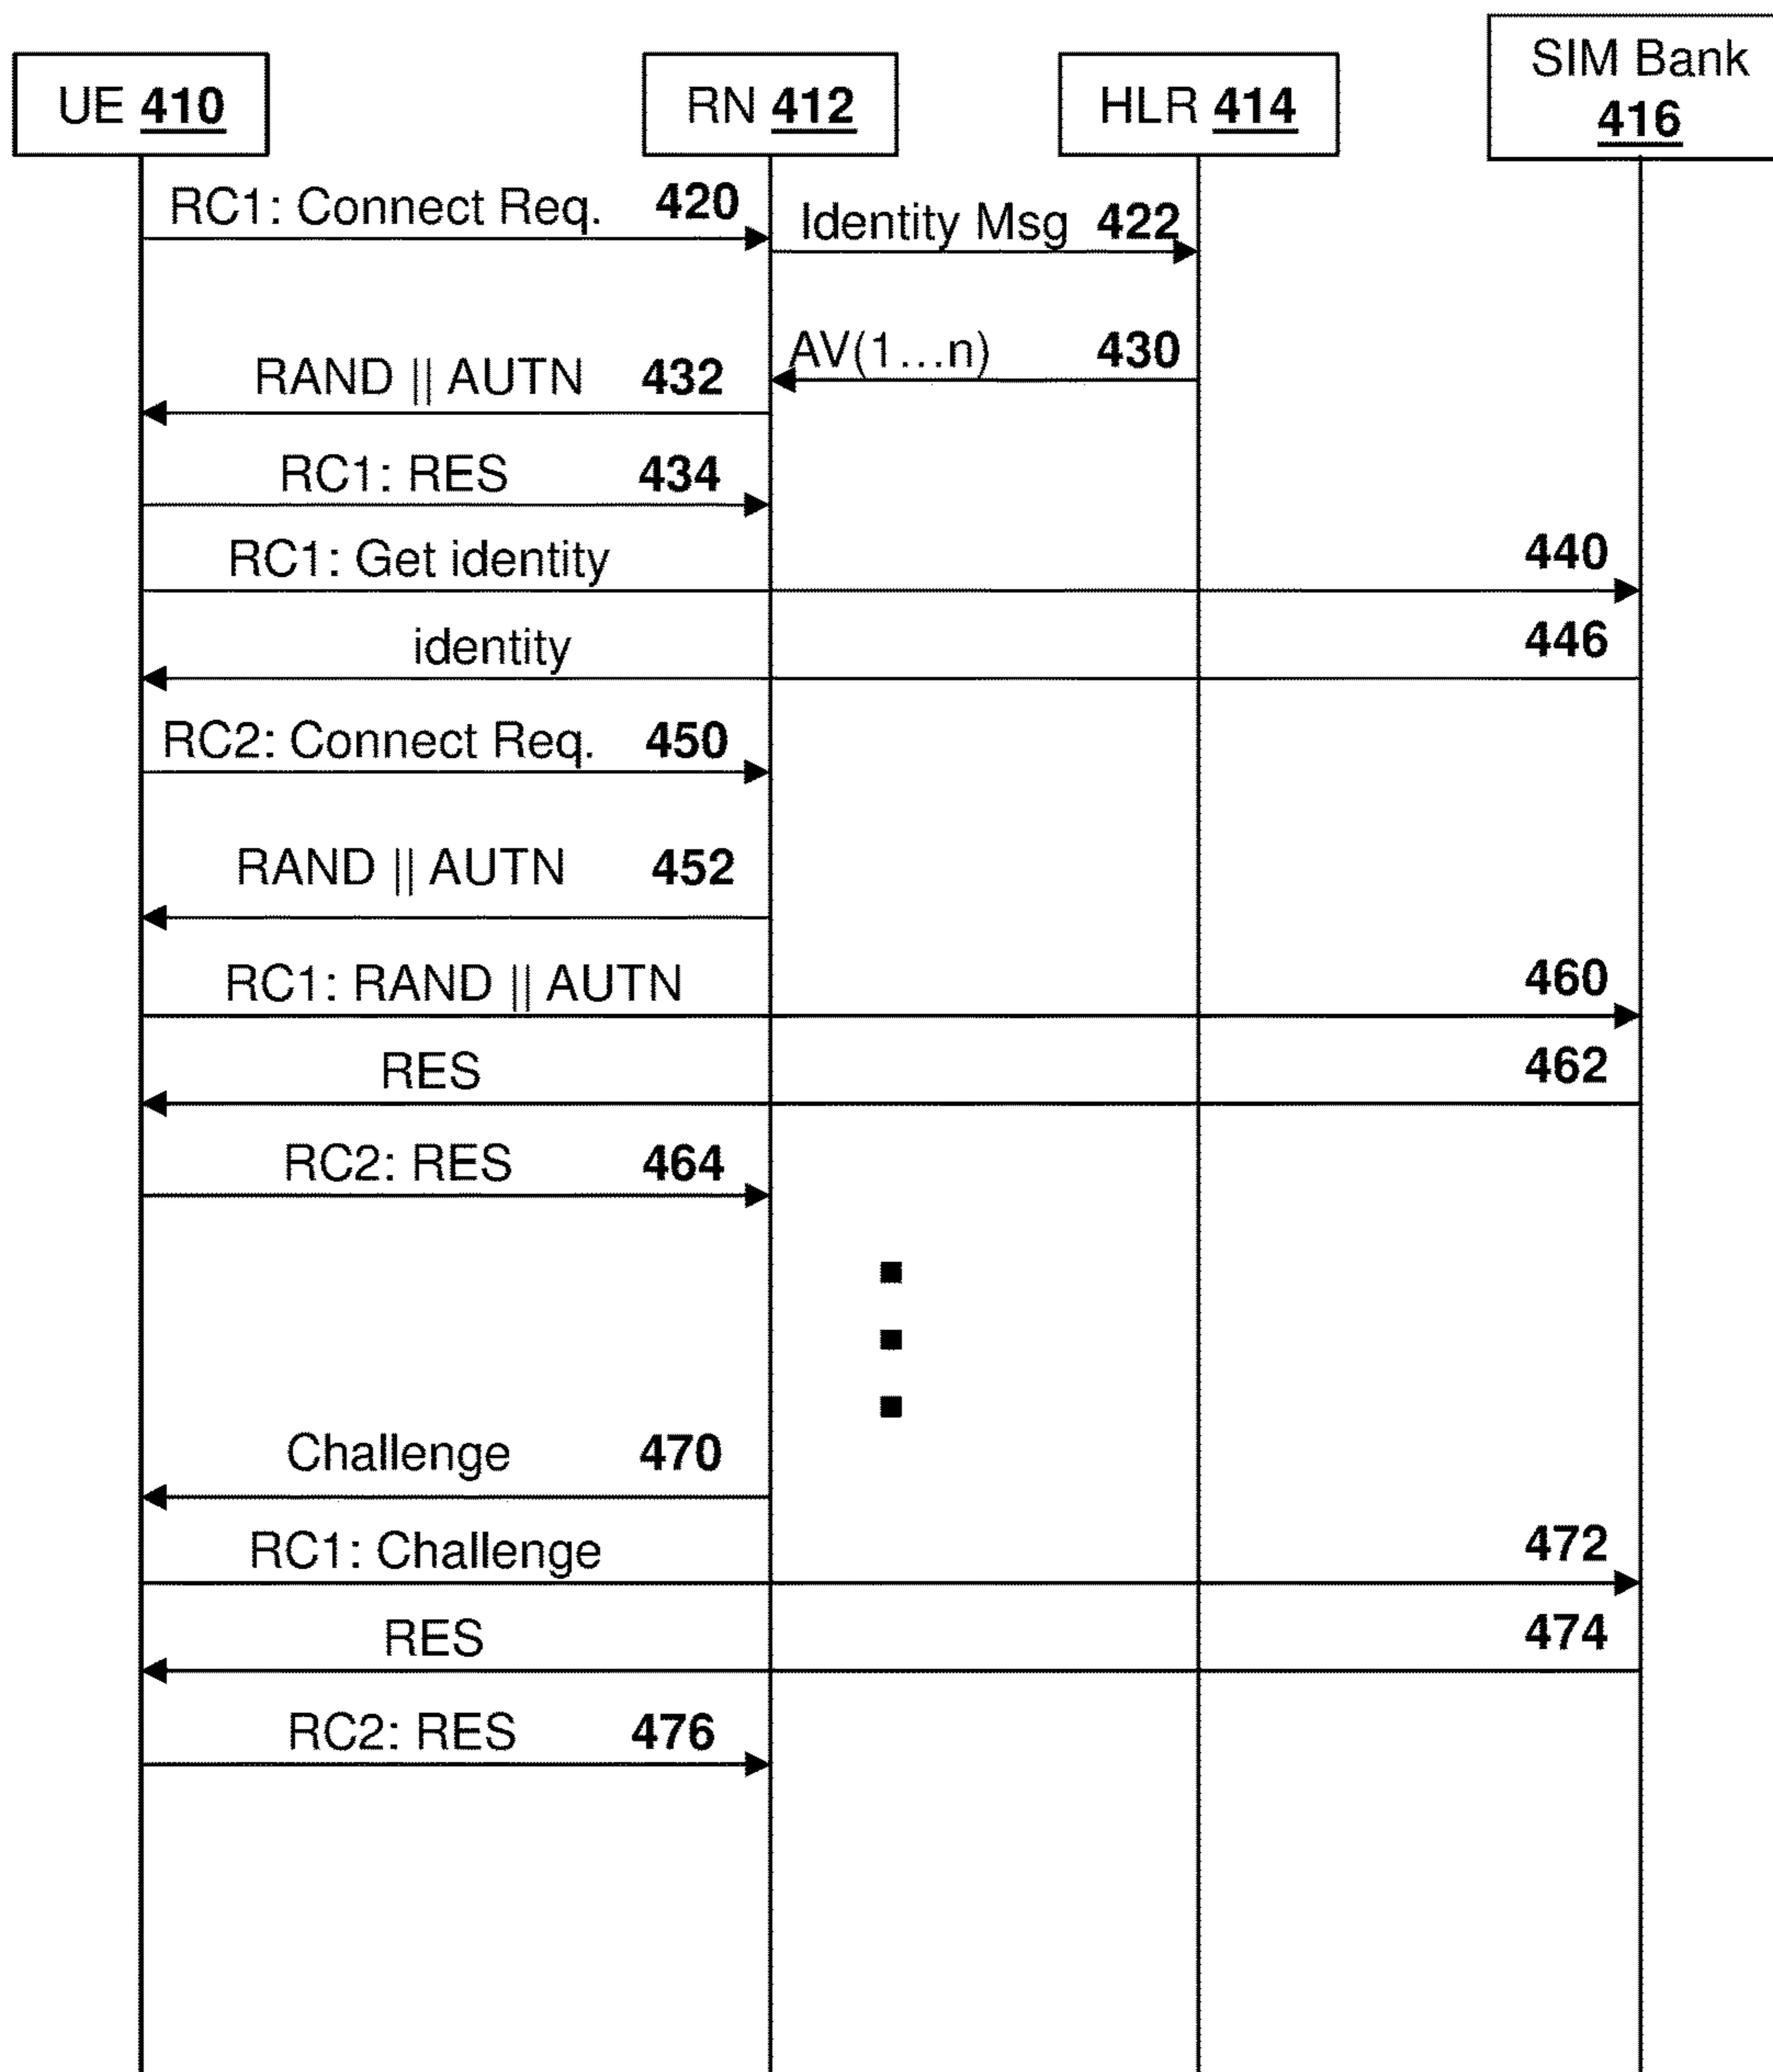 UE 410
RN 412
HLR 414
SIM Bank
416
RC1: Connect Req. 420
Identity Msg 422
AV(1...n) 430
RAND || AUTN 432
RC1: RES 434
RC1: Get identity 440
identity 446
RC2: Connect Req. 450
RAND || AUTN 452
RC1: RAND || AUTN 460
RES 462
RC2: RES 464
Challenge 470
RC1: Challenge 472
RES 474
RC2: RES 476